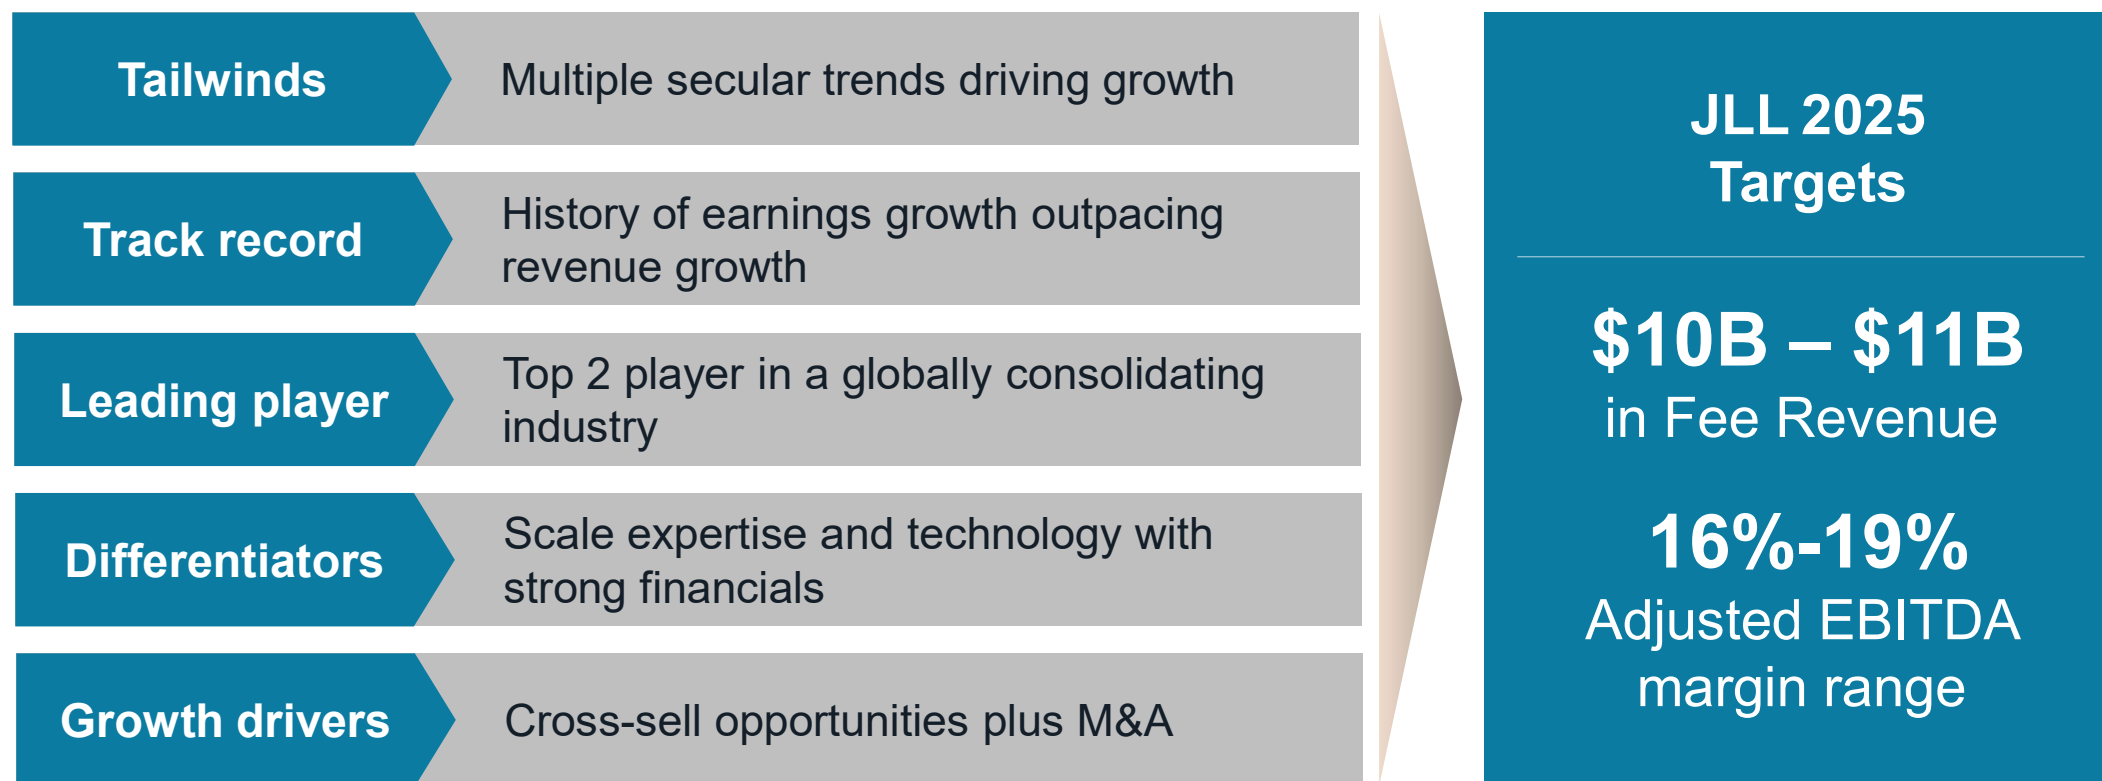 Tailwinds
Multiple secular trends driving growth
Track record
History of earnings growth outpacing
revenue growth
Leading player
Top 2 player in a globally consolidating
industry
Differentiators
Scale expertise and technology with
strong financials
Growth drivers
Cross-sell opportunities plus M&A
JLL 2025
Targets
$10B – $11B
in Fee Revenue
16%-19%
Adjusted EBITDA
margin range